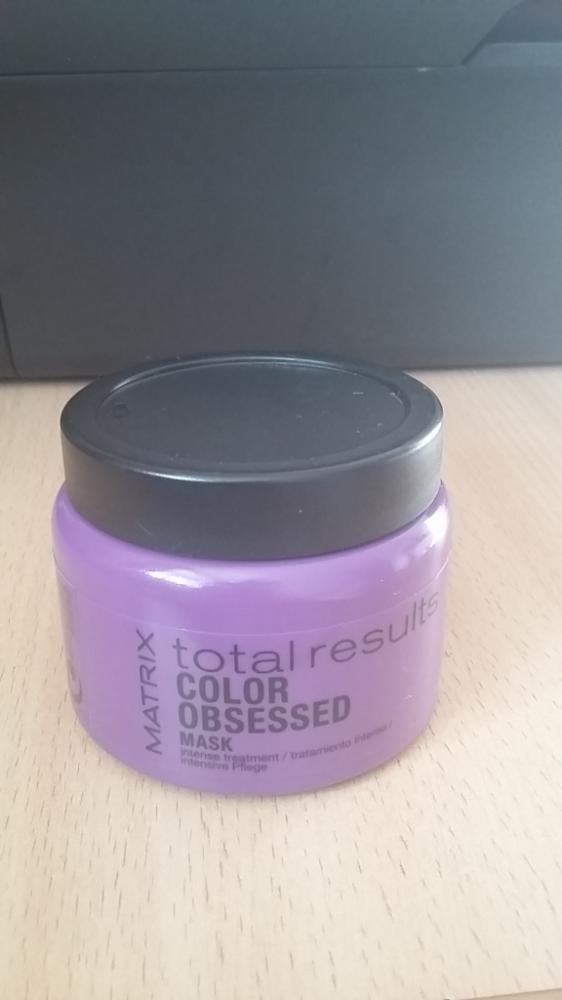 MATRIX
total results
COLOR
OBSESSED
MASK
intense treatment / tratamiento intenso /
intensive Pflege